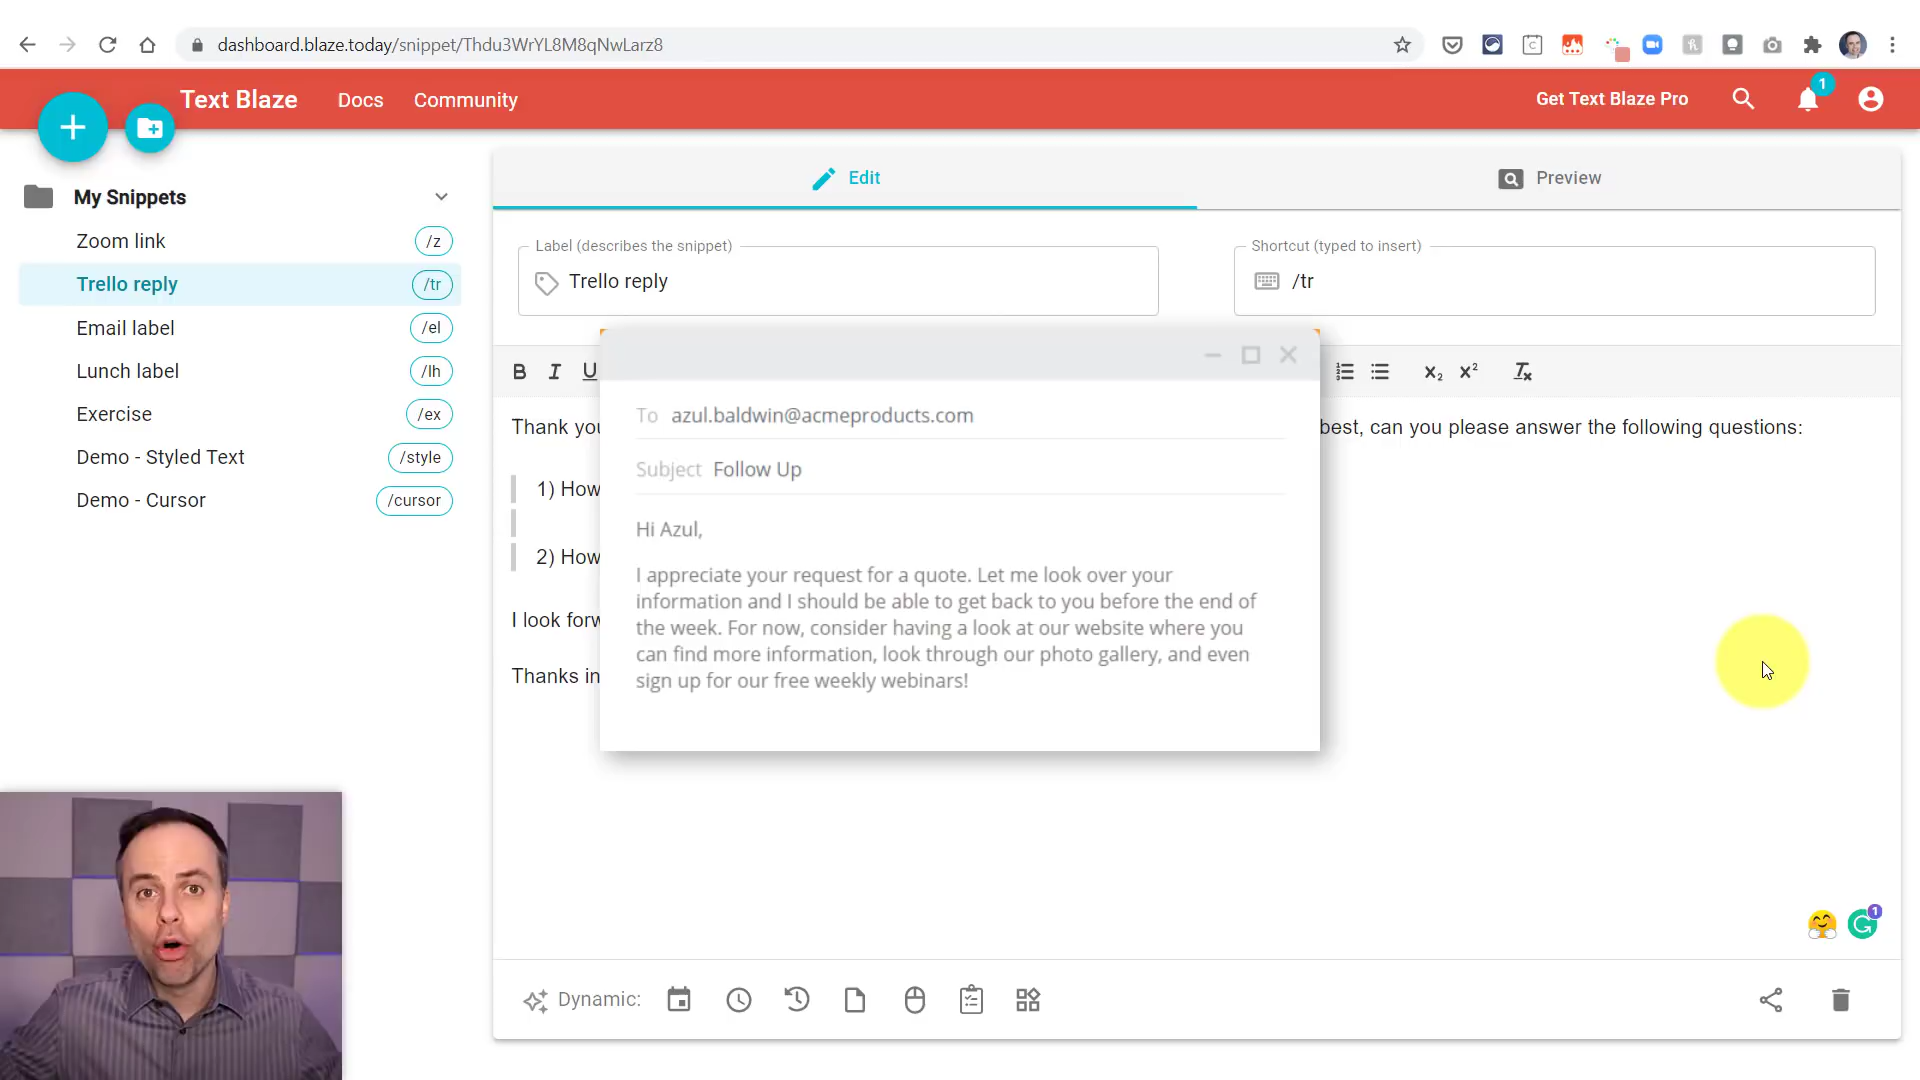 dashboard.blaze.today/snippet/Thdu3WrYL8M8qNwLarz8
Text Blaze
Docs
Community
Get Text Blaze Pro
1
My Snippets
Zoom link /z
Trello reply /tr
Email label /el
Lunch label /lh
Exercise /ex
Demo - Styled Text /style
Demo - Cursor /cursor
Edit
Preview
Label (describes the snippet)
Trello reply
Shortcut (typed to insert)
/tr
B I U
X₂ X²
Thank you
best, can you please answer the following questions:
1) How
2) How
I look forw
Thanks in
To azul.baldwin@acmeproducts.com
Subject Follow Up
Hi Azul,
I appreciate your request for a quote. Let me look over your
information and I should be able to get back to you before the end of
the week. For now, consider having a look at our website where you
can find more information, look through our photo gallery, and even
sign up for our free weekly webinars!
1
Dynamic: